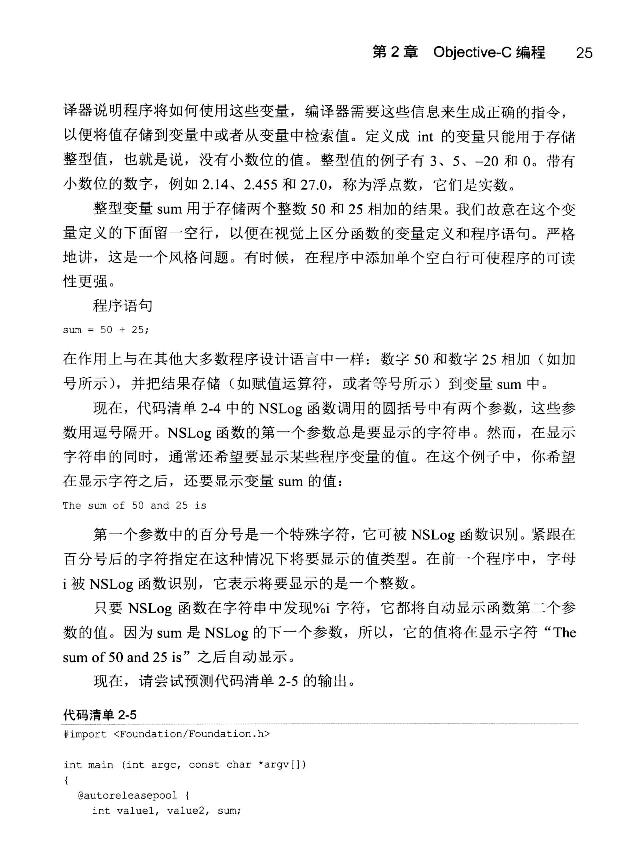 第 2 章 Objective-C 编程 25
译器说明程序将如何使用这些变量，编译器需要这些信息来生成正确的指令，
以便将值存储到变量中或者从变量中检索值。定义成 int 的变量只能用于存储
整型值，也就是说，没有小数位的值。整型值的例子有 3、5、–20 和 0。带有
小数位的数字，例如 2.14、2.455 和 27.0，称为浮点数，它们是实数。
整型变量 sum 用于存储两个整数 50 和 25 相加的结果。我们故意在这个变
量定义的下面留一空行，以便在视觉上区分函数的变量定义和程序语句。严格
地讲，这是一个风格问题。有时候，在程序中添加单个空白行可使程序的可读
性更强。
程序语句
sum = 50 + 25;
在作用上与在其他大多数程序设计语言中一样：数字 50 和数字 25 相加（如加
号所示），并把结果存储（如赋值运算符，或者等号所示）到变量 sum 中。
现在，代码清单 2-4 中的 NSLog 函数调用的圆括号中有两个参数，这些参
数用逗号隔开。NSLog 函数的第一个参数总是要显示的字符串。然而，在显示
字符串的同时，通常还希望要显示某些程序变量的值。在这个例子中，你希望
在显示字符之后，还要显示变量 sum 的值：
The sum of 50 and 25 is
第一个参数中的百分号是一个特殊字符，它可被 NSLog 函数识别。紧跟在
百分号后的字符指定在这种情况下将要显示的值类型。在前一个程序中，字母
i 被 NSLog 函数识别，它表示将要显示的是一个整数。
只要 NSLog 函数在字符串中发现%i 字符，它都将自动显示函数第二个参
数的值。因为 sum 是 NSLog 的下一个参数，所以，它的值将在显示字符“The
sum of 50 and 25 is”之后自动显示。
现在，请尝试预测代码清单 2-5 的输出。
代码清单 2-5
#import <Foundation/Foundation.h>
int main (int argc, const char *argv[])
{
@autoreleasepool {
int value1, value2, sum;